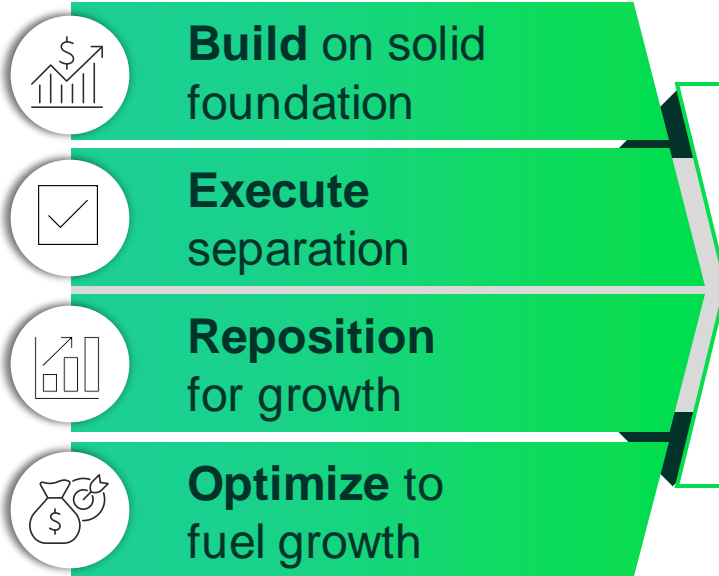 Build on solid
foundation
Execute
separation
Reposition
for growth
Optimize to
fuel growth